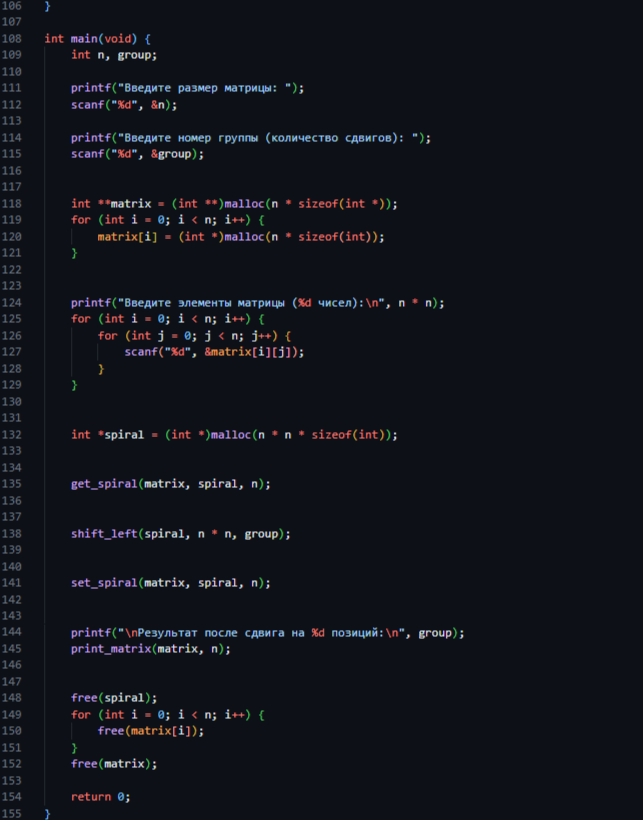 106 }
107
108 int main(void) {
109     int n, group;
110
111     printf("Введите размер матрицы: ");
112     scanf("%d", &n);
113
114     printf("Введите номер группы (количество сдвигов): ");
115     scanf("%d", &group);
116
117
118     int **matrix = (int **)malloc(n * sizeof(int *));
119     for (int i = 0; i < n; i++) {
120         matrix[i] = (int *)malloc(n * sizeof(int));
121     }
122
123
124     printf("Введите элементы матрицы (%d чисел):\n", n * n);
125     for (int i = 0; i < n; i++) {
126         for (int j = 0; j < n; j++) {
127             scanf("%d", &matrix[i][j]);
128         }
129     }
130
131
132     int *spiral = (int *)malloc(n * n * sizeof(int));
133
134
135     get_spiral(matrix, spiral, n);
136
137
138     shift_left(spiral, n * n, group);
139
140
141     set_spiral(matrix, spiral, n);
142
143
144     printf("\nРезультат после сдвига на %d позиций:\n", group);
145     print_matrix(matrix, n);
146
147
148     free(spiral);
149     for (int i = 0; i < n; i++) {
150         free(matrix[i]);
151     }
152     free(matrix);
153
154     return 0;
155 }